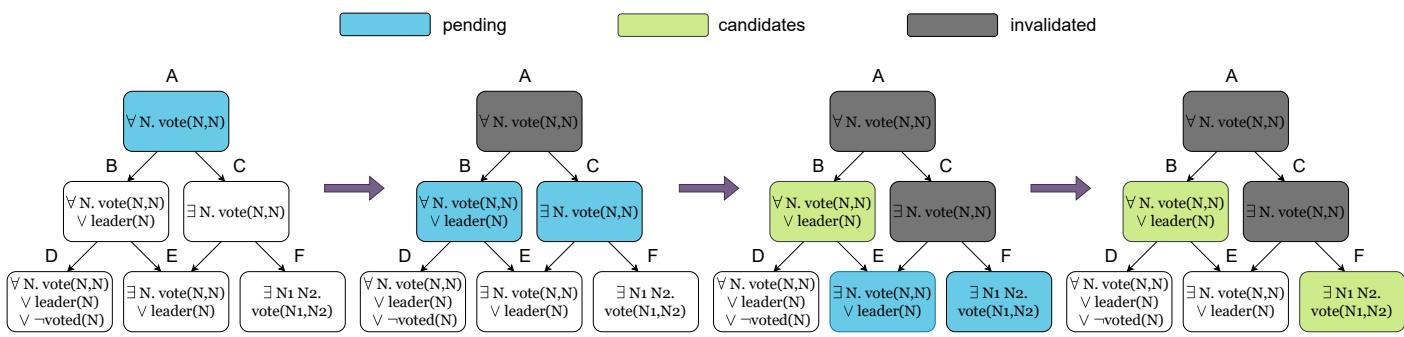 pending candidates invalidated
A
∀ N. vote(N,N)
B C
∀ N. vote(N,N)
∨ leader(N)
∃ N. vote(N,N)
D E F
∀ N. vote(N,N)
∨ leader(N)
∨ ¬voted(N)
∃ N. vote(N,N)
∨ leader(N)
∃ N1 N2.
vote(N1,N2)
A
∀ N. vote(N,N)
B C
∀ N. vote(N,N)
∨ leader(N)
∃ N. vote(N,N)
D E F
∀ N. vote(N,N)
∨ leader(N)
∨ ¬voted(N)
∃ N. vote(N,N)
∨ leader(N)
∃ N1 N2.
vote(N1,N2)
A
∀ N. vote(N,N)
B C
∀ N. vote(N,N)
∨ leader(N)
∃ N. vote(N,N)
D E F
∀ N. vote(N,N)
∨ leader(N)
∨ ¬voted(N)
∃ N. vote(N,N)
∨ leader(N)
∃ N1 N2.
vote(N1,N2)
A
∀ N. vote(N,N)
B C
∀ N. vote(N,N)
∨ leader(N)
∃ N. vote(N,N)
D E F
∀ N. vote(N,N)
∨ leader(N)
∨ ¬voted(N)
∃ N. vote(N,N)
∨ leader(N)
∃ N1 N2.
vote(N1,N2)